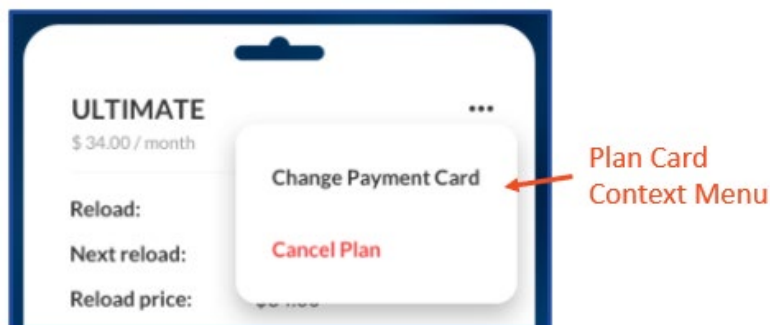 ULTIMATE
$ 34.00 / month
Change Payment Card
Reload:
Next reload:
Cancel Plan
Reload price:
Plan Card
Context Menu